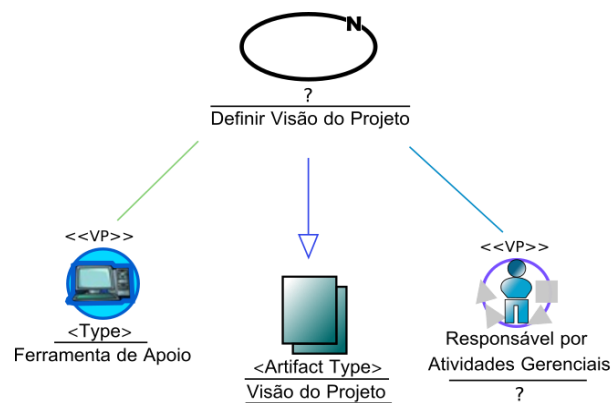 N
?
Definir Visão do Projeto
<<VP>>
<Type>
Ferramenta de Apoio
<Artifact Type>
Visão do Projeto
<<VP>>
Responsável por
Atividades Gerenciais
?